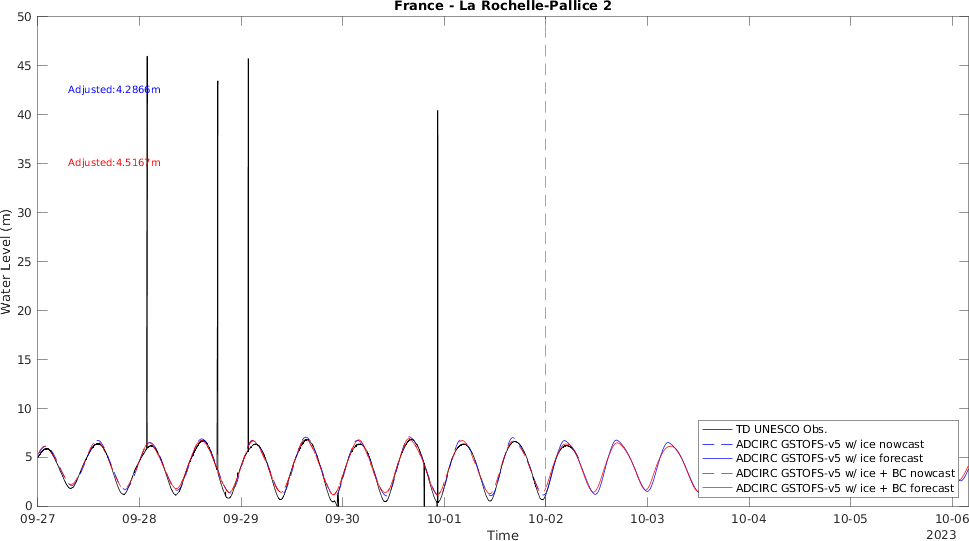 France - La Rochelle-Pallice 2
50
45
40
35
30
25
20
15
10
5
0
Water Level (m)
Adjusted:4.2866m
Adjusted:4.5167m
TD UNESCO Obs.
ADCIRC GSTOFS-v5 w/ ice nowcast
ADCIRC GSTOFS-v5 w/ ice forecast
ADCIRC GSTOFS-v5 w/ ice + BC nowcast
ADCIRC GSTOFS-v5 w/ ice + BC forecast
09-27 09-28 09-29 09-30 10-01 10-02 10-03 10-04 10-05 10-06
Time
2023